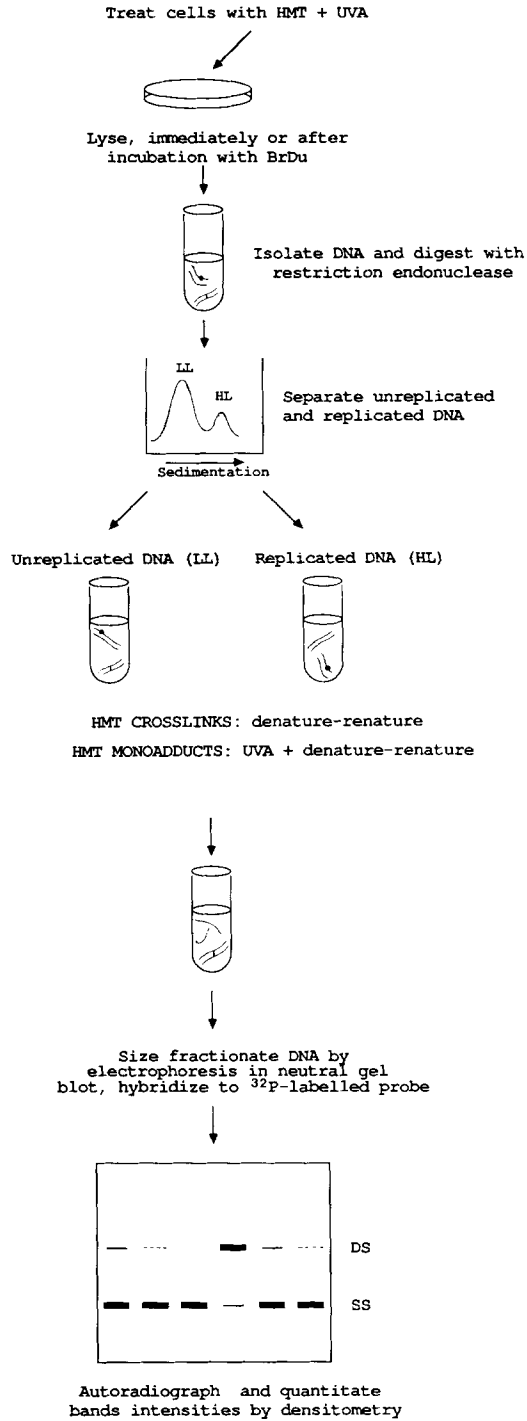 Treat cells with HMT + UVA
Lyse, immediately or after
incubation with BrDu
Isolate DNA and digest with
restriction endonuclease
LL
HL
Separate unreplicated
and replicated DNA
Sedimentation
Unreplicated DNA (LL)
Replicated DNA (HL)
HMT CROSSLINKS: denature-renature
HMT MONOADDUCTS: UVA + denature-renature
Size fractionate DNA by
electrophoresis in neutral gel
blot, hybridize to ³²P-labelled probe
DS
SS
Autoradiograph and quantitate
bands intensities by densitometry